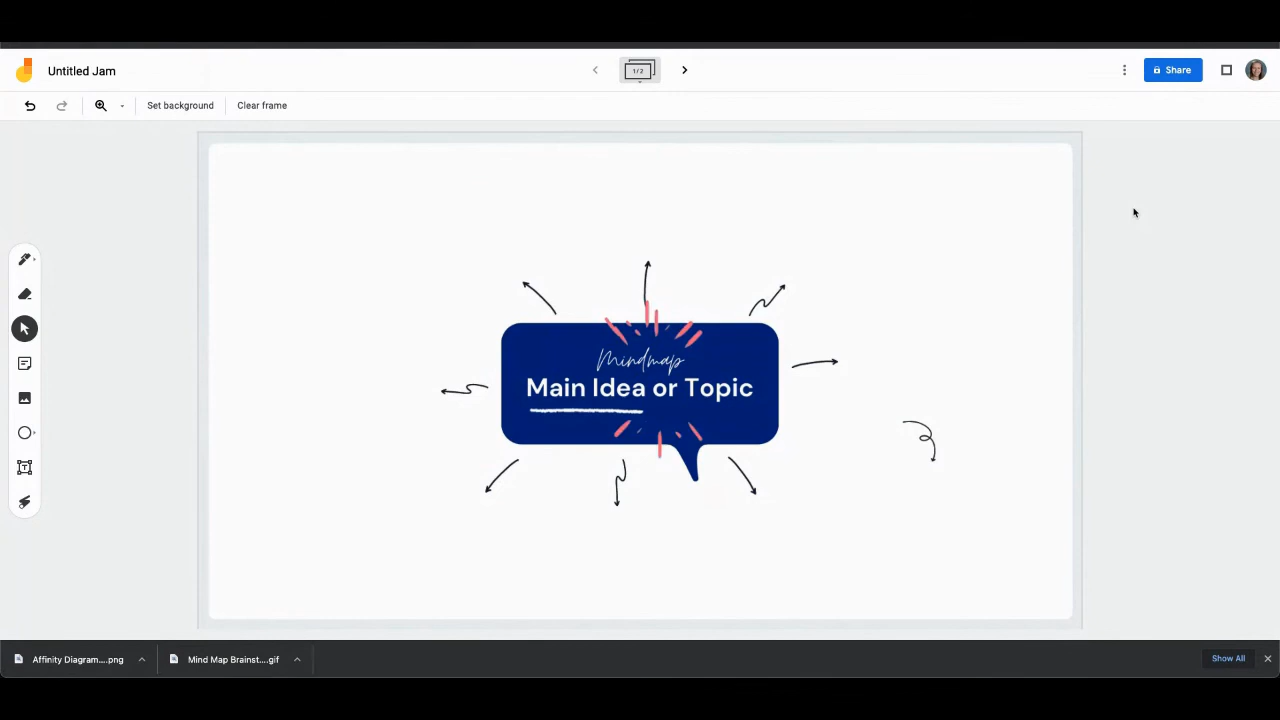 Untitled Jam
1/2
Share
Set background
Clear frame
Mindmap
Main Idea or Topic
Affinity Diagram....png
Mind Map Brainst....gif
Show All